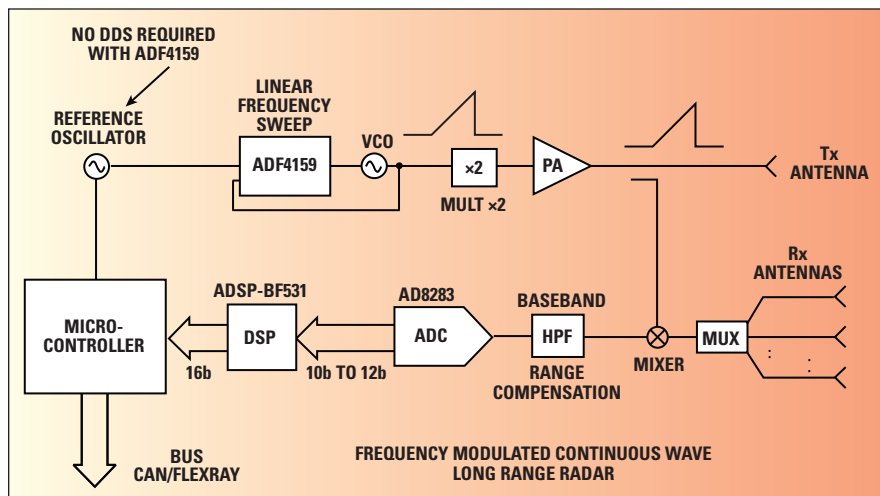 NO DDS REQUIRED
WITH ADF4159
REFERENCE
OSCILLATOR
LINEAR
FREQUENCY
SWEEP
ADF4159
VCO
×2
MULT ×2
PA
Tx
ANTENNA
Rx
ANTENNAS
MICRO-
CONTROLLER
16b
ADSP-BF531
DSP
10b TO 12b
AD8283
ADC
BASEBAND
HPF
RANGE
COMPENSATION
MIXER
MUX
BUS
CAN/FLEXRAY
FREQUENCY MODULATED CONTINUOUS WAVE
LONG RANGE RADAR